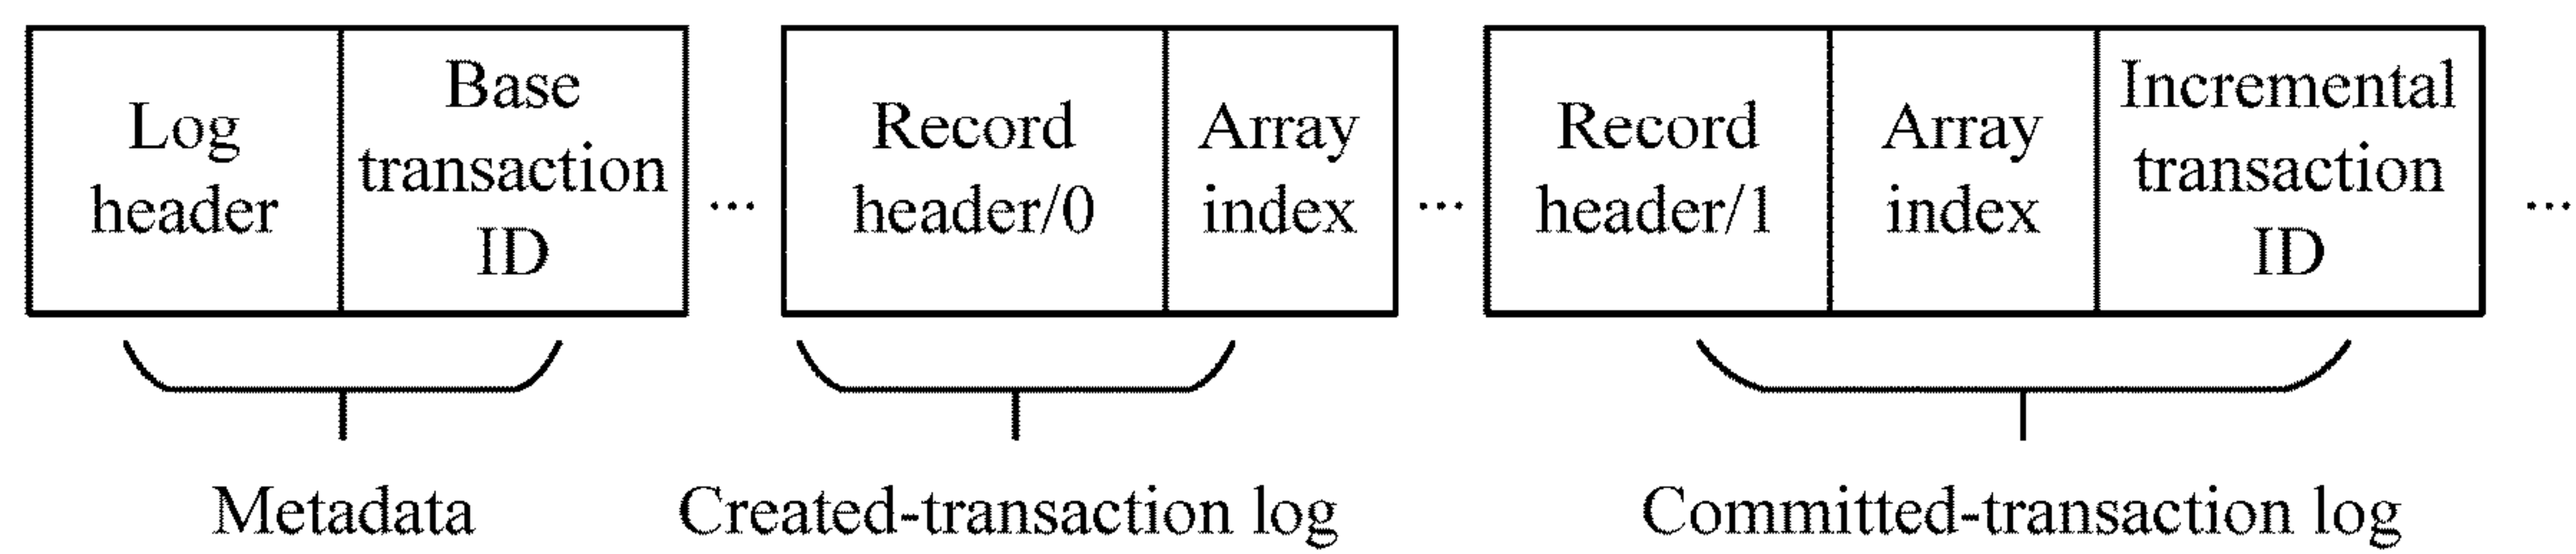 Log
header
Base
transaction
ID
...
Record
header/0
Array
index
...
Record
header/1
Array
index
Incremental
transaction
ID
...
Metadata
Created-transaction log
Committed-transaction log